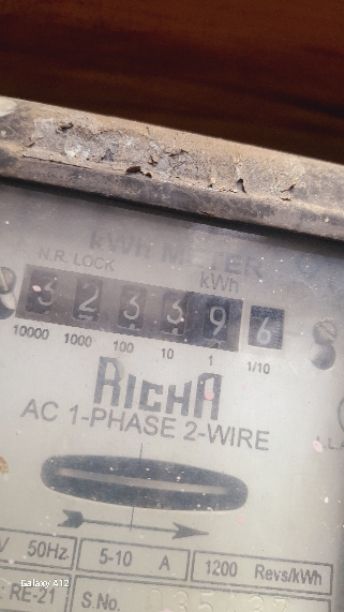 kWh METER
N.R. LOCK
kWh
3 2 3 3 9 6
10000 1000 100 10 1 1/10
RICHA
AC 1-PHASE 2-WIRE
V 50Hz 5-10 A 1200 Revs/kWh
RE-21 S.No.
Galaxy A12